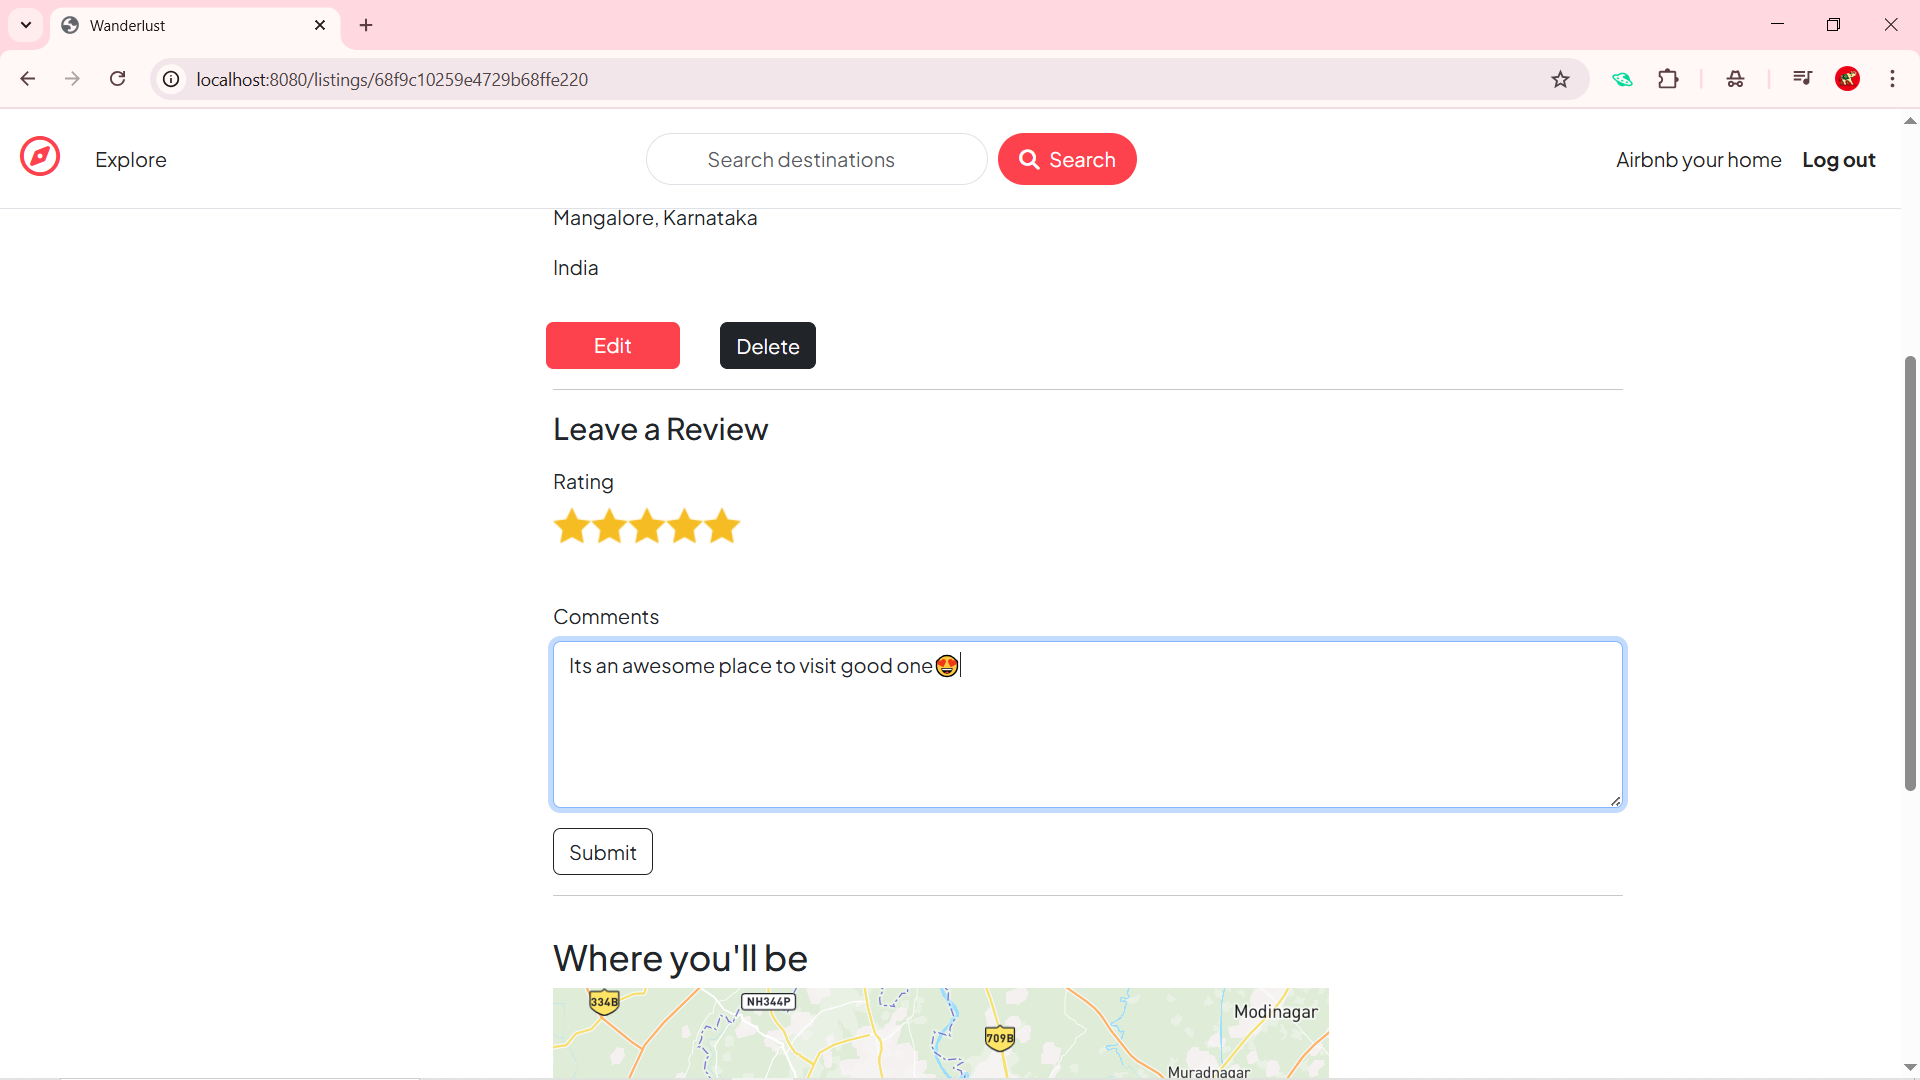 Wanderlust
localhost:8080/listings/68f9c10259e4729b68ffe220
Explore
Search destinations
Search
Airbnb your home
Log out
Mangalore, Karnataka
India
Edit
Delete
Leave a Review
Rating
Comments
Its an awesome place to visit good one😍
Submit
Where you'll be
334B
NH344P
Modinagar
709B
Muradnagar